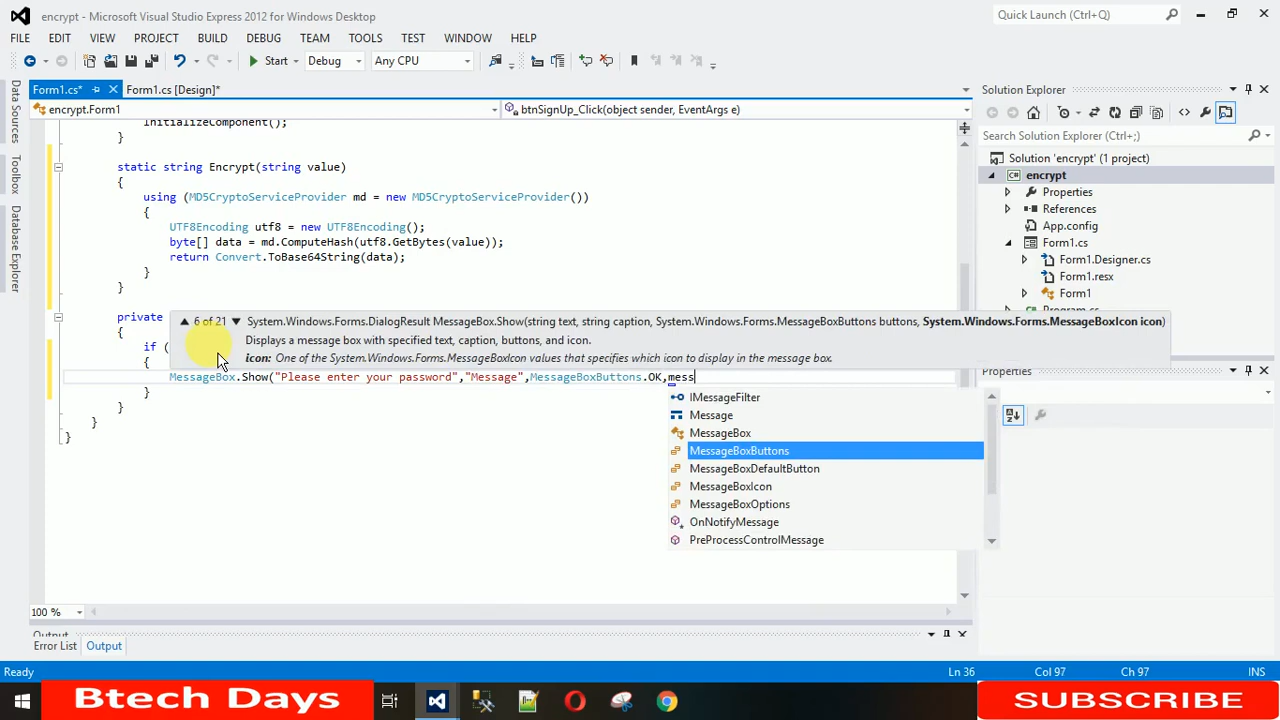 encrypt - Microsoft Visual Studio Express 2012 for Windows Desktop
Quick Launch (Ctrl+Q)
FILE EDIT VIEW PROJECT BUILD DEBUG TEAM TOOLS TEST WINDOW HELP
Start Debug Any CPU
Form1.cs* Form1.cs [Design]*
Solution Explorer
encrypt.Form1 btnSignUp_Click(object sender, EventArgs e)
Data Sources
Toolbox
Database Explorer
InitializeComponent();
}
static string Encrypt(string value)
{
using (MD5CryptoServiceProvider md = new MD5CryptoServiceProvider())
{
UTF8Encoding utf8 = new UTF8Encoding();
byte[] data = md.ComputeHash(utf8.GetBytes(value));
return Convert.ToBase64String(data);
}
}
private
{
if (
{
MessageBox.Show("Please enter your password","Message",MessageBoxButtons.OK,mess
}
}
}
}
6 of 21 System.Windows.Forms.DialogResult MessageBox.Show(string text, string caption, System.Windows.Forms.MessageBoxButtons buttons, System.Windows.Forms.MessageBoxIcon icon)
Displays a message box with specified text, caption, buttons, and icon.
icon: One of the System.Windows.Forms.MessageBoxIcon values that specifies which icon to display in the message box.
IMessageFilter
Message
MessageBox
MessageBoxButtons
MessageBoxDefaultButton
MessageBoxIcon
MessageBoxOptions
OnNotifyMessage
PreProcessControlMessage
Search Solution Explorer (Ctrl+;)
Solution 'encrypt' (1 project)
encrypt
Properties
References
App.config
Form1.cs
Form1.Designer.cs
Form1.resx
Form1
Program.cs
Properties
100 %
Output
Error List Output
Ready Ln 36 Col 97 Ch 97 INS
Btech Days
SUBSCRIBE